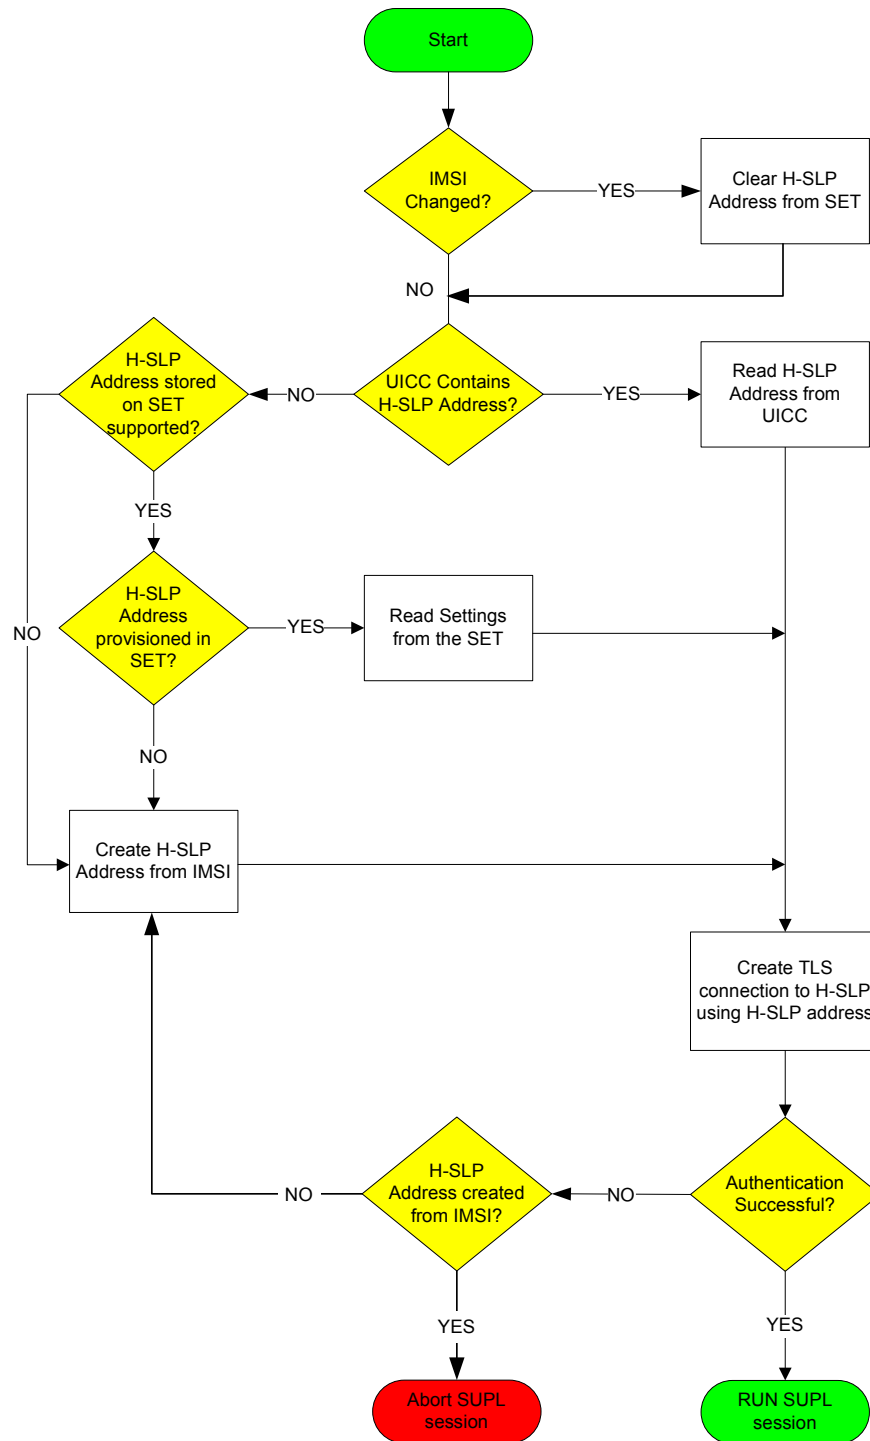 Start
IMSI
Changed?
YES
Clear H-SLP
Address from SET
NO
H-SLP
Address stored
on SET
supported?
NO
UICC Contains
H-SLP Address?
YES
Read H-SLP
Address from
UICC
YES
H-SLP
Address
provisioned in
SET?
NO
YES
Read Settings
from the SET
NO
Create H-SLP
Address from IMSI
Create TLS
connection to H-SLP
using H-SLP address
H-SLP
Address created
from IMSI?
NO
NO
Authentication
Successful?
YES
YES
Abort SUPL
session
RUN SUPL
session